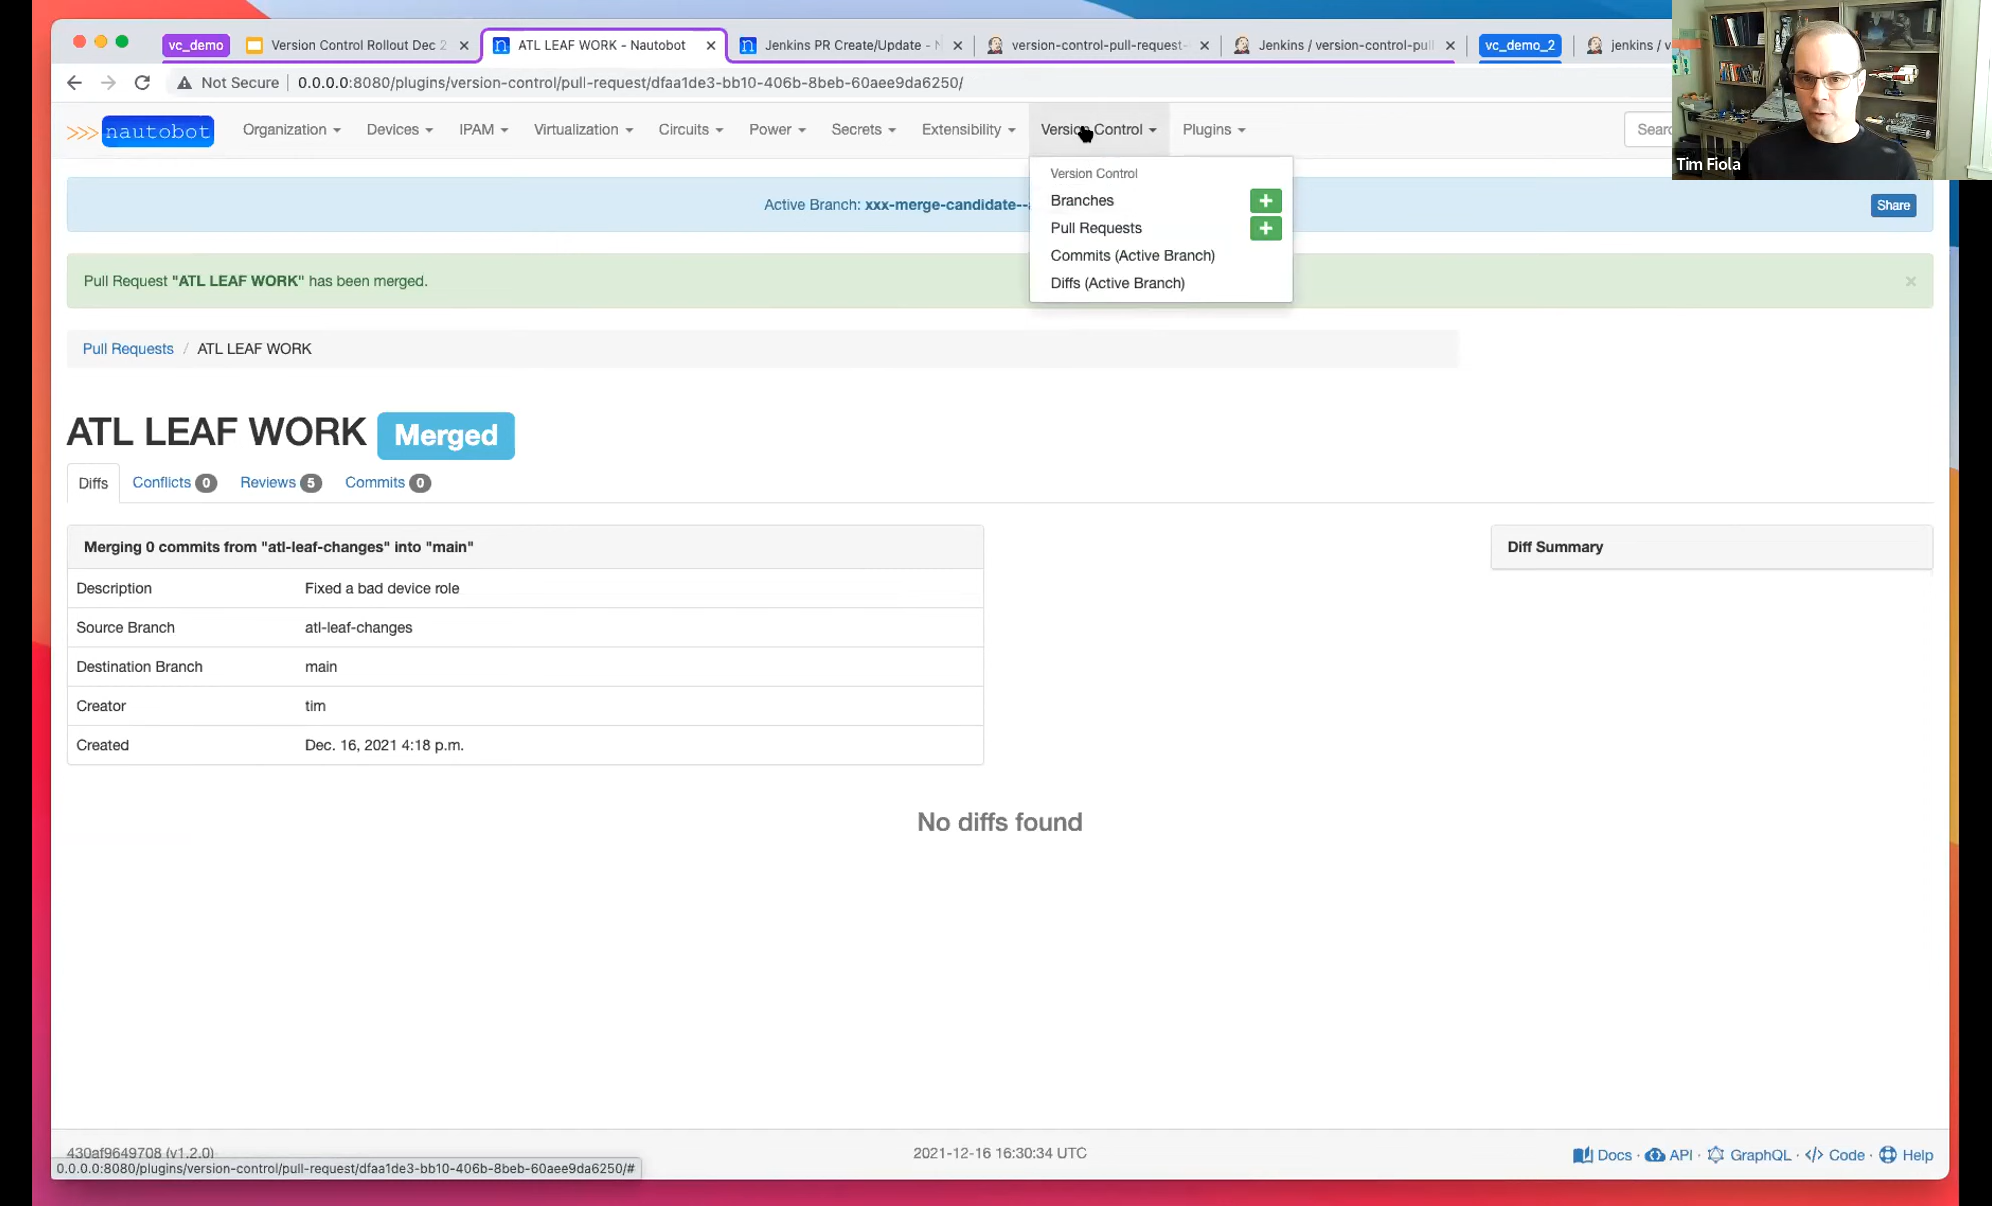 vc_demo
Version Control Rollout Dec 2
ATL LEAF WORK - Nautobot
Jenkins PR Create/Update - N
version-control-pull-request-
Jenkins / version-control-pull
vc_demo_2
jenkins / v
Not Secure
0.0.0.0:8080/plugins/version-control/pull-request/dfaa1de3-bb10-406b-8beb-60aee9da6250/
>>> nautobot
Organization
Devices
IPAM
Virtualization
Circuits
Power
Secrets
Extensibility
Version Control
Plugins
Searc
Tim Fiola
Version Control
Branches
Pull Requests
Commits (Active Branch)
Diffs (Active Branch)
Active Branch: xxx-merge-candidate--
Share
Pull Request "ATL LEAF WORK" has been merged.
×
Pull Requests / ATL LEAF WORK
ATL LEAF WORK Merged
Diffs
Conflicts 0
Reviews 5
Commits 0
Merging 0 commits from "atl-leaf-changes" into "main"
Description Fixed a bad device role
Source Branch atl-leaf-changes
Destination Branch main
Creator tim
Created Dec. 16, 2021 4:18 p.m.
Diff Summary
No diffs found
430af9649708 (v1.2.0)
2021-12-16 16:30:34 UTC
Docs · API · GraphQL · </> Code · Help
0.0.0.0:8080/plugins/version-control/pull-request/dfaa1de3-bb10-406b-8beb-60aee9da6250/#